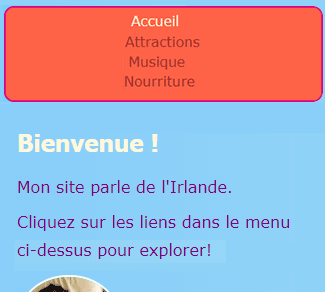 Accueil
Attractions
Musique
Nourriture
Bienvenue !
Mon site parle de l'Irlande.
Cliquez sur les liens dans le menu
ci-dessus pour explorer!